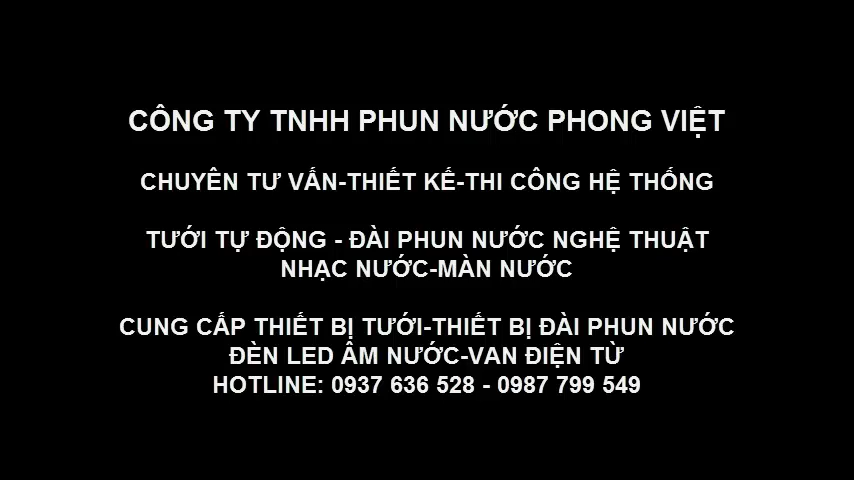 CÔNG TY TNHH PHUN NƯỚC PHONG VIỆT
CHUYÊN TƯ VẤN-THIẾT KẾ-THI CÔNG HỆ THỐNG
TƯỚI TỰ ĐỘNG - ĐÀI PHUN NƯỚC NGHỆ THUẬT
NHẠC NƯỚC-MÀN NƯỚC
CUNG CẤP THIẾT BỊ TƯỚI-THIẾT BỊ ĐÀI PHUN NƯỚC
ĐÈN LED ÂM NƯỚC-VAN ĐIỆN TỪ
HOTLINE: 0937 636 528 - 0987 799 549